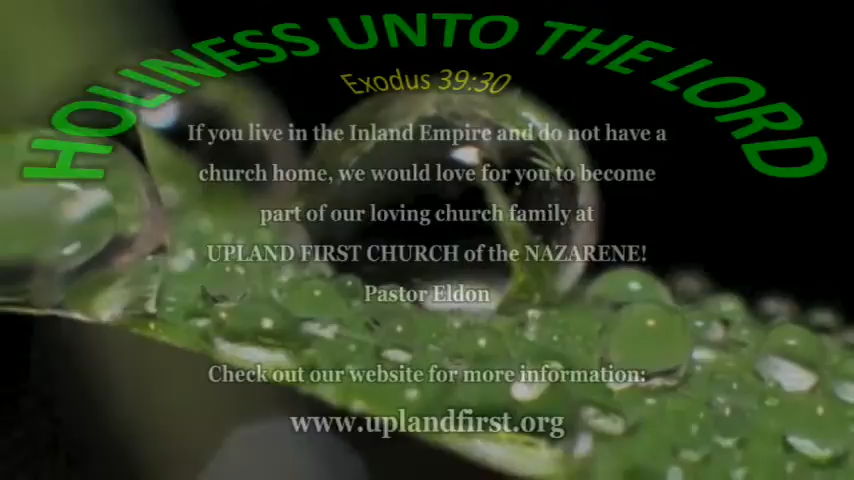 HOLINESS UNTO THE LORD
Exodus 39:30
If you live in the Inland Empire and do not have a
church home, we would love for you to become
part of our loving church family at
UPLAND FIRST CHURCH of the NAZARENE!
Pastor Eldon
Check out our website for more information:
www.uplandfirst.org